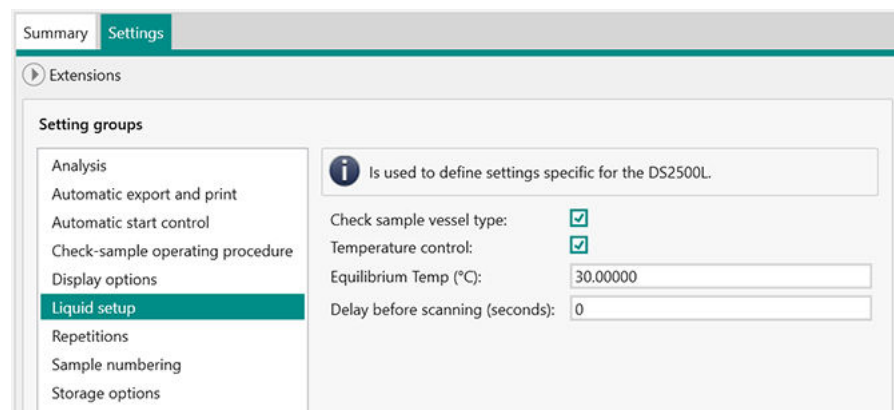 Summary
Settings
Extensions
Setting groups
Analysis
Automatic export and print
Automatic start control
Check-sample operating procedure
Display options
Liquid setup
Repetitions
Sample numbering
Storage options
Is used to define settings specific for the DS2500L.
Check sample vessel type:
Temperature control:
Equilibrium Temp (°C): 30.00000
Delay before scanning (seconds): 0